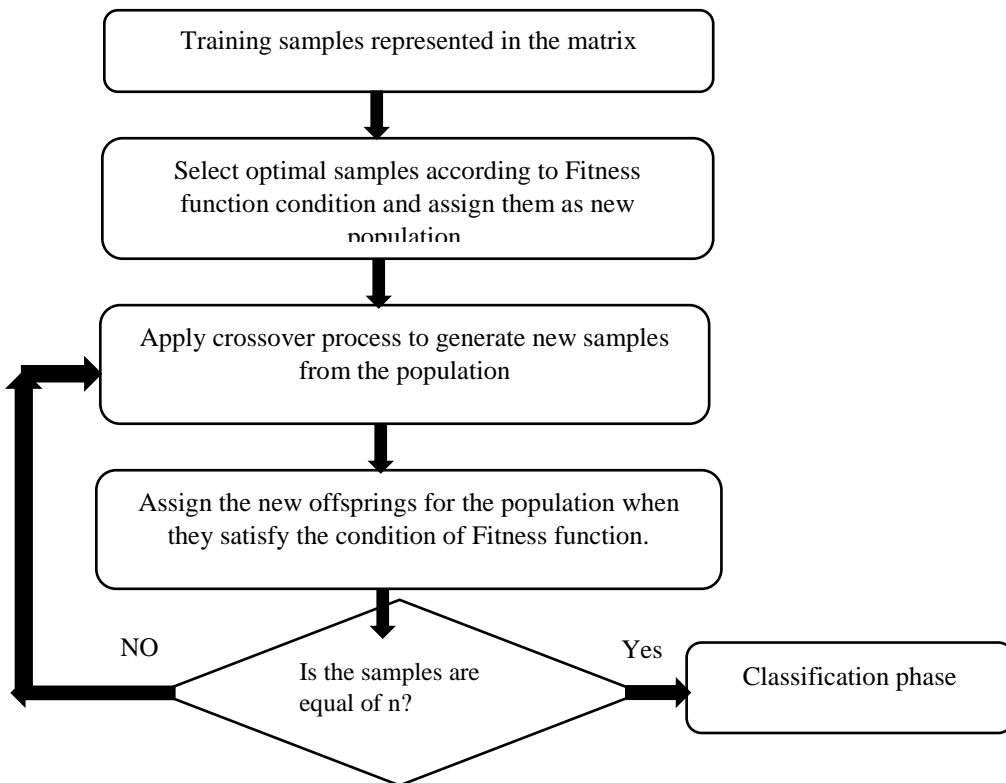 Training samples represented in the matrix
Select optimal samples according to Fitness
function condition and assign them as new
population
Apply crossover process to generate new samples
from the population
Assign the new offsprings for the population when
they satisfy the condition of Fitness function.
NO
Is the samples are
equal of n?
Yes
Classification phase